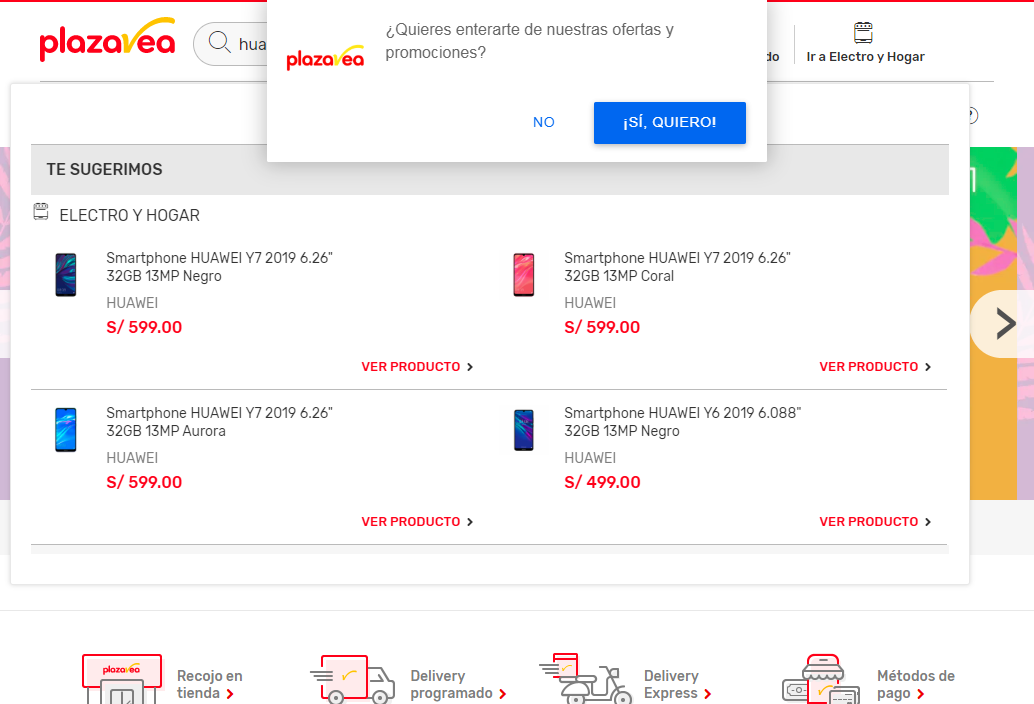 plazavea
hua
¿Quieres enterarte de nuestras ofertas y
promociones?
plazavea
NO
¡SÍ, QUIERO!
do
Ir a Electro y Hogar
TE SUGERIMOS
ELECTRO Y HOGAR
Smartphone HUAWEI Y7 2019 6.26"
32GB 13MP Negro
HUAWEI
S/ 599.00
VER PRODUCTO
Smartphone HUAWEI Y7 2019 6.26"
32GB 13MP Coral
HUAWEI
S/ 599.00
VER PRODUCTO
Smartphone HUAWEI Y7 2019 6.26"
32GB 13MP Aurora
HUAWEI
S/ 599.00
VER PRODUCTO
Smartphone HUAWEI Y6 2019 6.088"
32GB 13MP Negro
HUAWEI
S/ 499.00
VER PRODUCTO
plazavea
Recojo en
tienda
Delivery
programado
Delivery
Express
Métodos de
pago